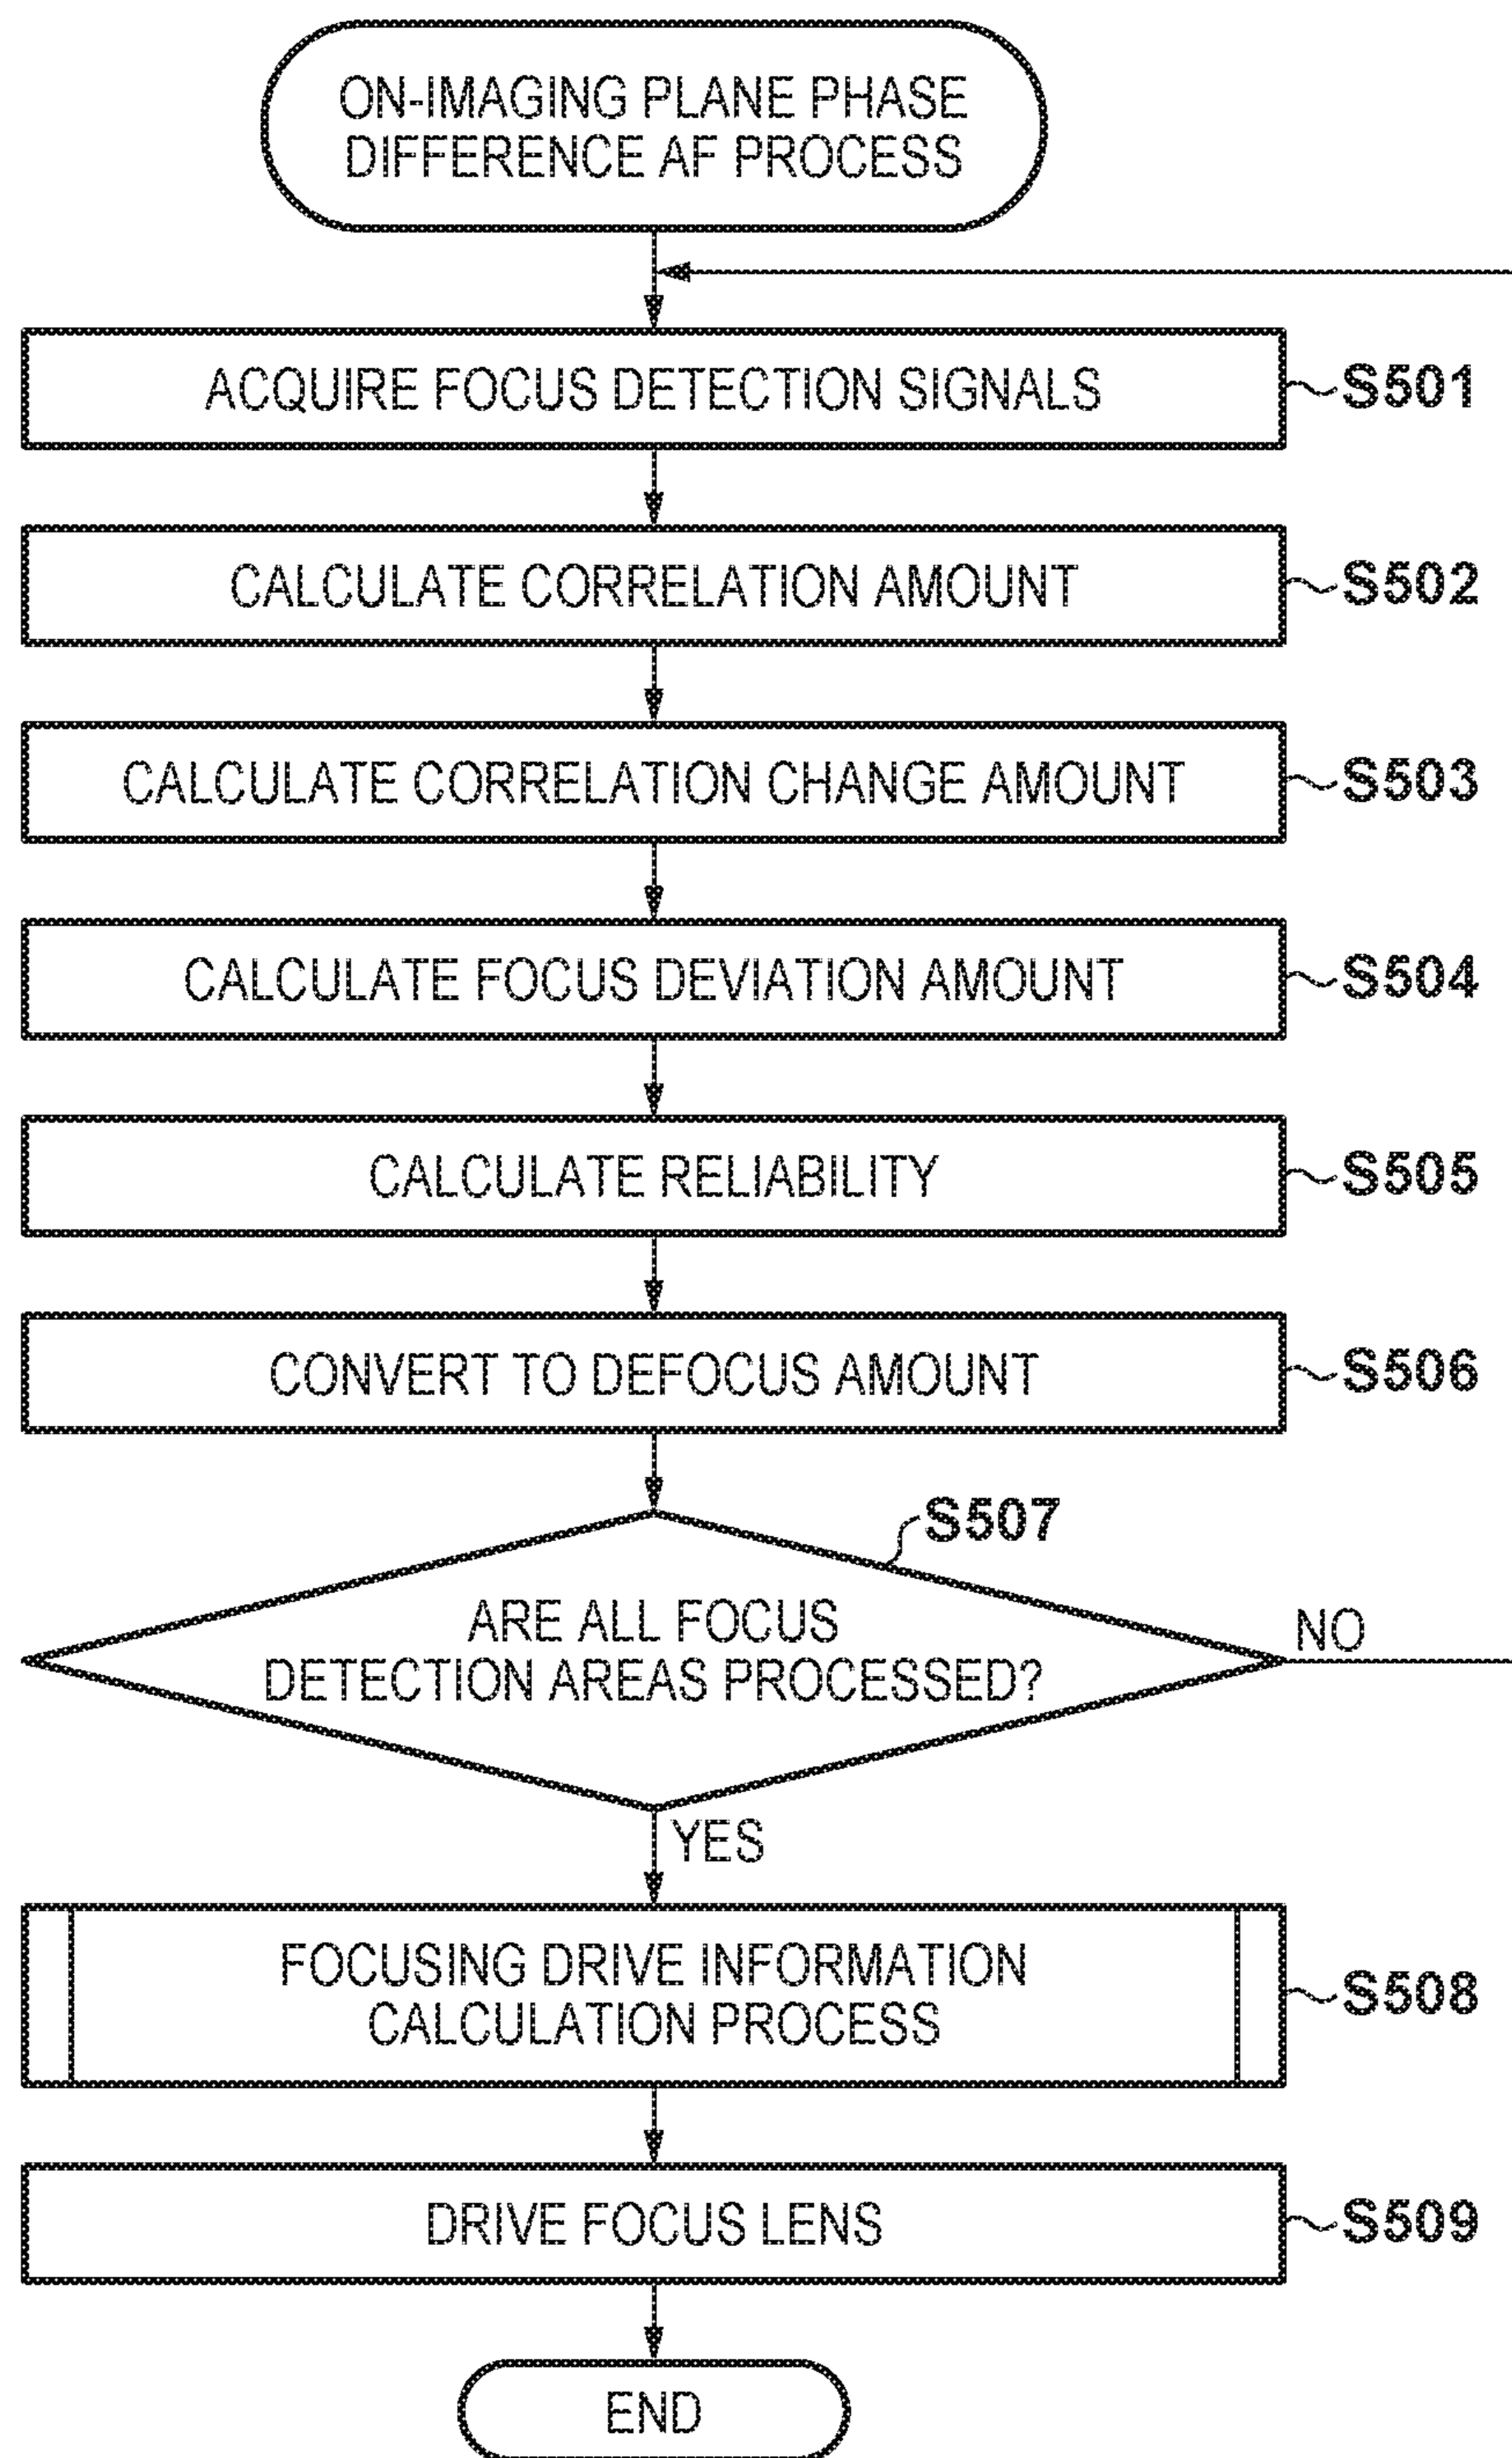 ON-IMAGING PLANE PHASE
DIFFERENCE AF PROCESS
ACQUIRE FOCUS DETECTION SIGNALS
S501
CALCULATE CORRELATION AMOUNT
S502
CALCULATE CORRELATION CHANGE AMOUNT
S503
CALCULATE FOCUS DEVIATION AMOUNT
S504
CALCULATE RELIABILITY
S505
CONVERT TO DEFOCUS AMOUNT
S506
S507
ARE ALL FOCUS
DETECTION AREAS PROCESSED?
NO
YES
FOCUSING DRIVE INFORMATION
CALCULATION PROCESS
S508
DRIVE FOCUS LENS
S509
END